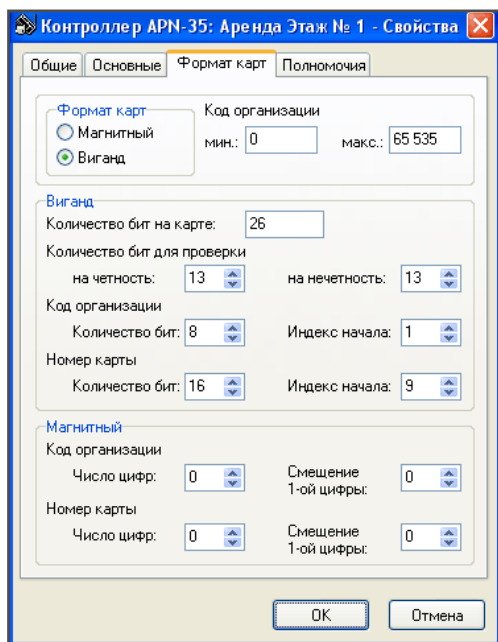 Контроллер APN-35: Аренда Этаж № 1 - Свойства
Общие Основные Формат карт Полномочия
Формат карт Код организации
Магнитный мин.: 0 макс.: 65 535
Виганд
Виганд
Количество бит на карте: 26
Количество бит для проверки
на четность: 13 на нечетность: 13
Код организации
Количество бит: 8 Индекс начала: 1
Номер карты
Количество бит: 16 Индекс начала: 9
Магнитный
Код организации
Число цифр: 0 Смещение
1-ой цифры: 0
Номер карты
Число цифр: 0 Смещение
1-ой цифры: 0
OK Отмена